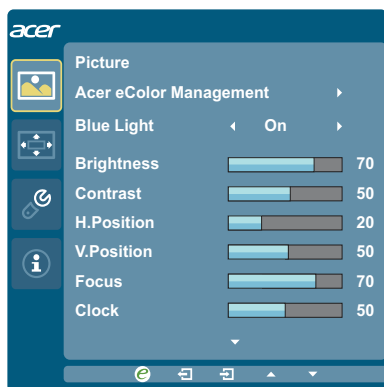 acer
Picture
Acer eColor Management
Blue Light On
Brightness 70
Contrast 50
H.Position 20
V.Position 50
Focus 70
Clock 50
e